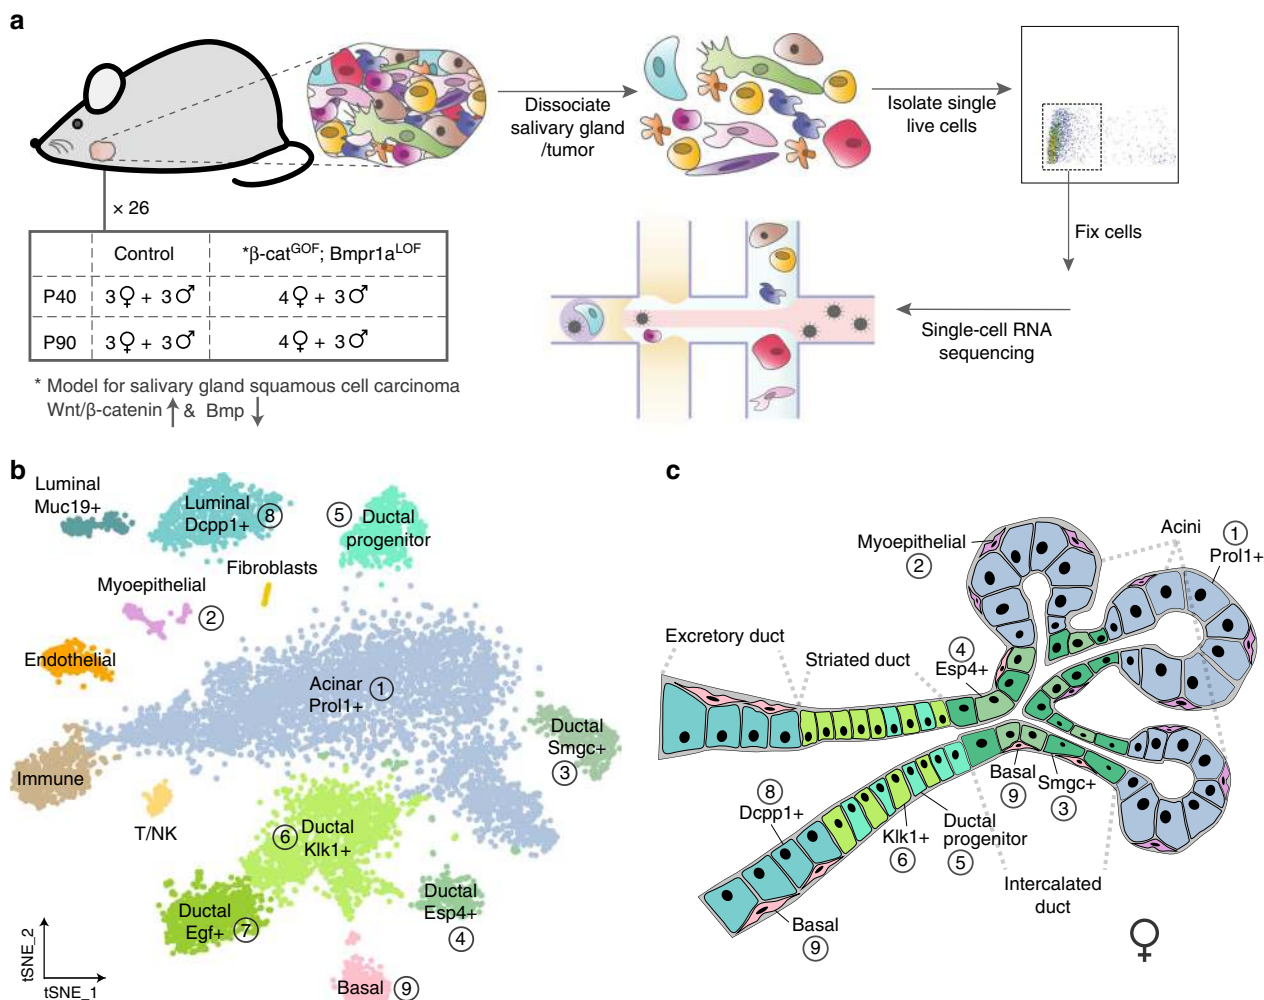 a
Dissociate
salivary gland
/tumor
Isolate single
live cells
× 26
Fix cells
Control
*β-catGOF; Bmpr1aLOF
P40
3♀ + 3♂
4♀ + 3♂
P90
3♀ + 3♂
4♀ + 3♂
Single-cell RNA
sequencing
* Model for salivary gland squamous cell carcinoma
Wnt/β-catenin ↑ & Bmp ↓
b
Luminal
Muc19+
Luminal
Dcpp1+ ⑧
⑤ Ductal
progenitor
Fibroblasts
Myoepithelial
②
Endothelial
Acinar
Prol1+ ①
Ductal
Smgc+
③
Immune
T/NK
⑥ Ductal
Klk1+
Ductal
Egf+ ⑦
Ductal
Esp4+
④
Basal ⑨
tSNE_2
tSNE_1
c
Myoepithelial
②
Acini
①
Prol1+
Excretory duct
Striated duct
④
Esp4+
Basal
⑨
Smgc+
③
⑧
Dcpp1+
Klk1+
⑥
Ductal
progenitor
⑤
Intercalated
duct
Basal
⑨
♀